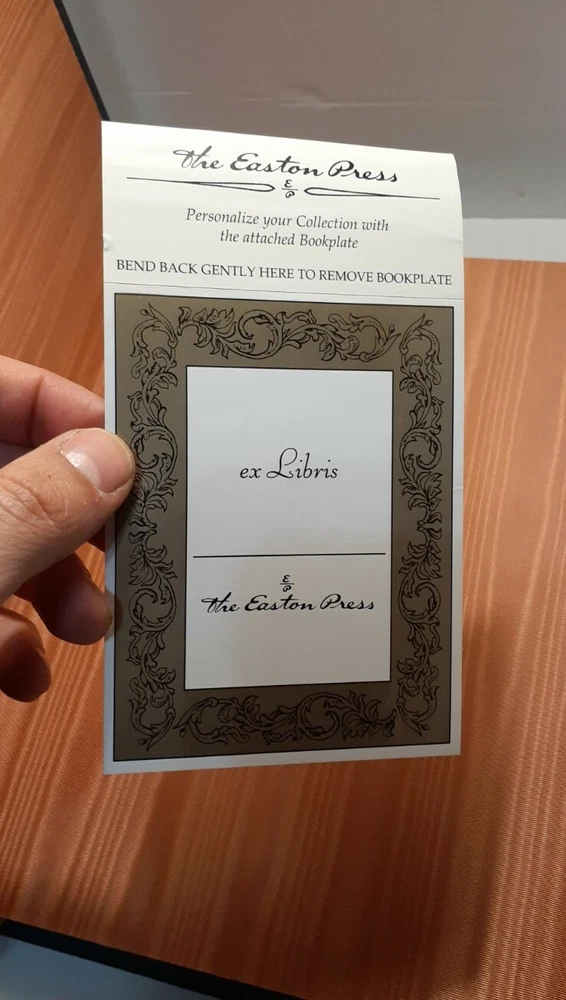 the Easton Press
E
P
Personalize your Collection with
the attached Bookplate
BEND BACK GENTLY HERE TO REMOVE BOOKPLATE
ex Libris
E
P
the Easton Press